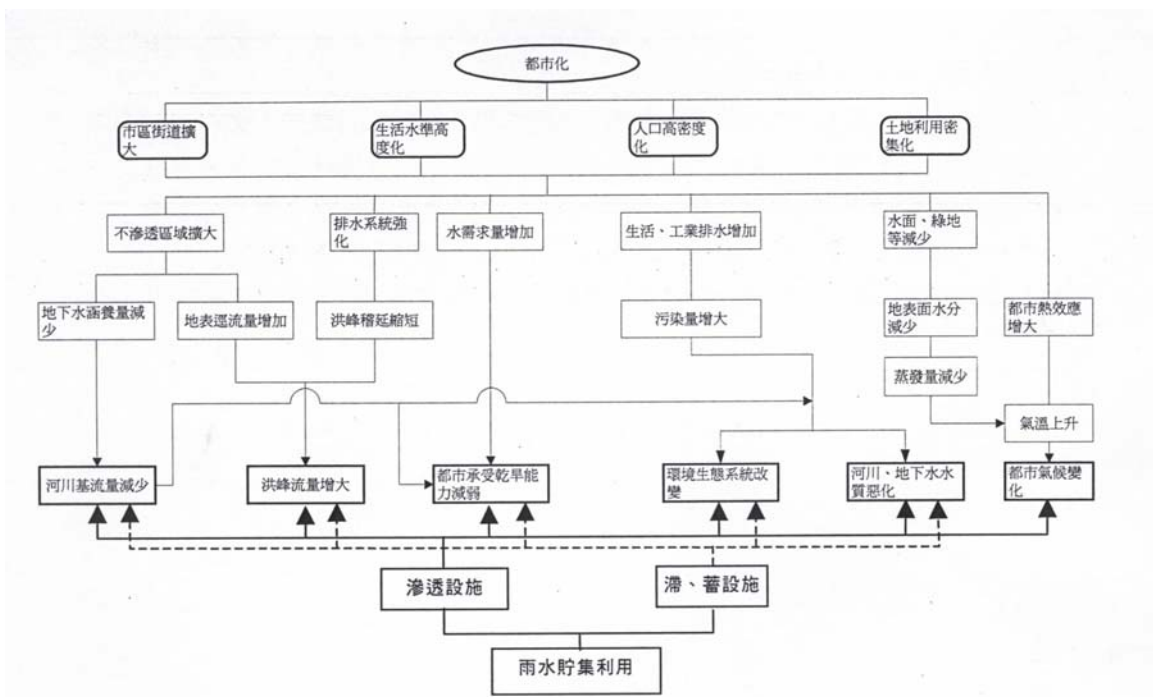 都市化
市區街道擴
大
生活水準高
度化
人口高密度
化
土地利用密
集化
不滲透區域擴大
排水系統強
化
水需求量增加
生活、工業排水增加
水面、綠地
等減少
地下水涵養量減
少
地表逕流量增加
洪峰稽延縮短
污染量增大
地表面水分
減少
都市熱效應
增大
蒸發量減少
氣溫上升
河川基流量減少
洪峰流量增大
都市承受乾旱能
力減弱
環境生態系統改
變
河川、地下水水
質惡化
都市氣候變
化
滲透設施
滯、蓄設施
雨水貯集利用